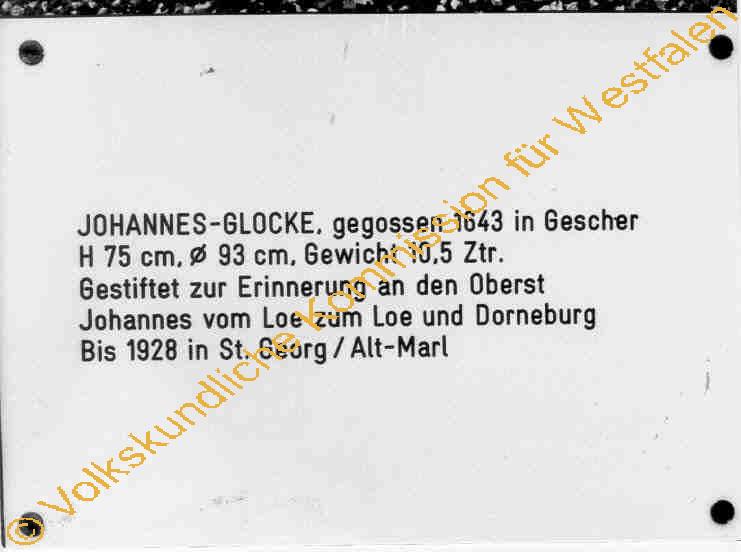 JOHANNES-GLOCKE, gegossen 1643 in Gescher
H 75 cm, Ø 93 cm, Gewicht 10,5 Ztr.
Gestiftet zur Erinnerung an den Oberst
Johannes vom Loe zum Loe und Dorneburg
Bis 1928 in St. Georg / Alt-Marl
© Volkskundliche Kommission für Westfalen